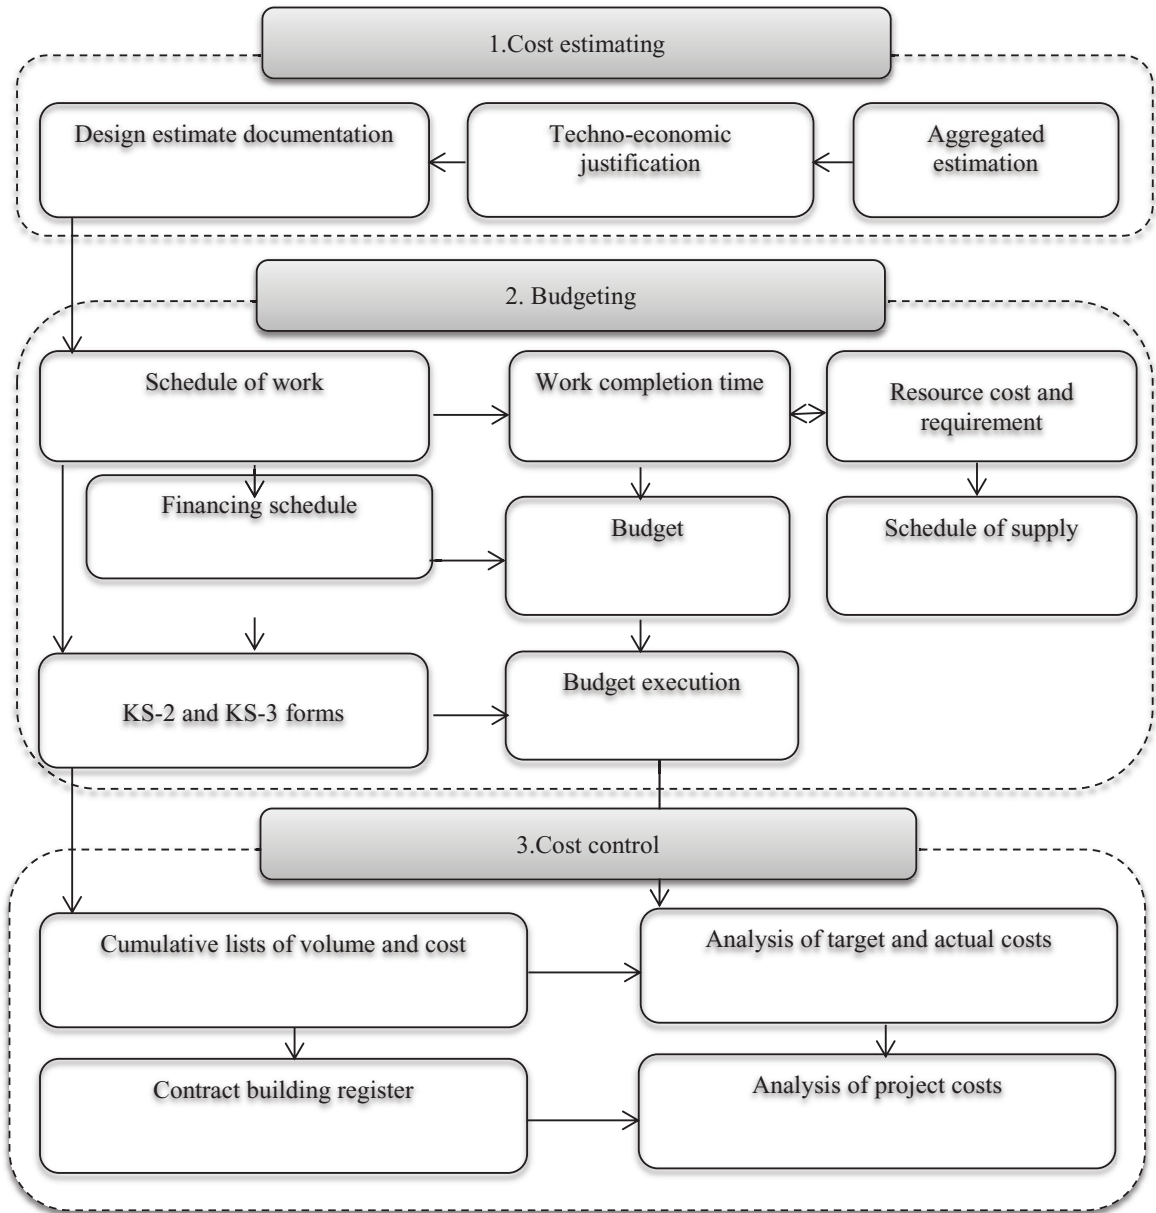 1.Cost estimating
Design estimate documentation
Techno-economic
justification
Aggregated
estimation
2. Budgeting
Schedule of work
Work completion time
Resource cost and
requirement
Financing schedule
Budget
Schedule of supply
KS-2 and KS-3 forms
Budget execution
3.Cost control
Cumulative lists of volume and cost
Analysis of target and actual costs
Contract building register
Analysis of project costs